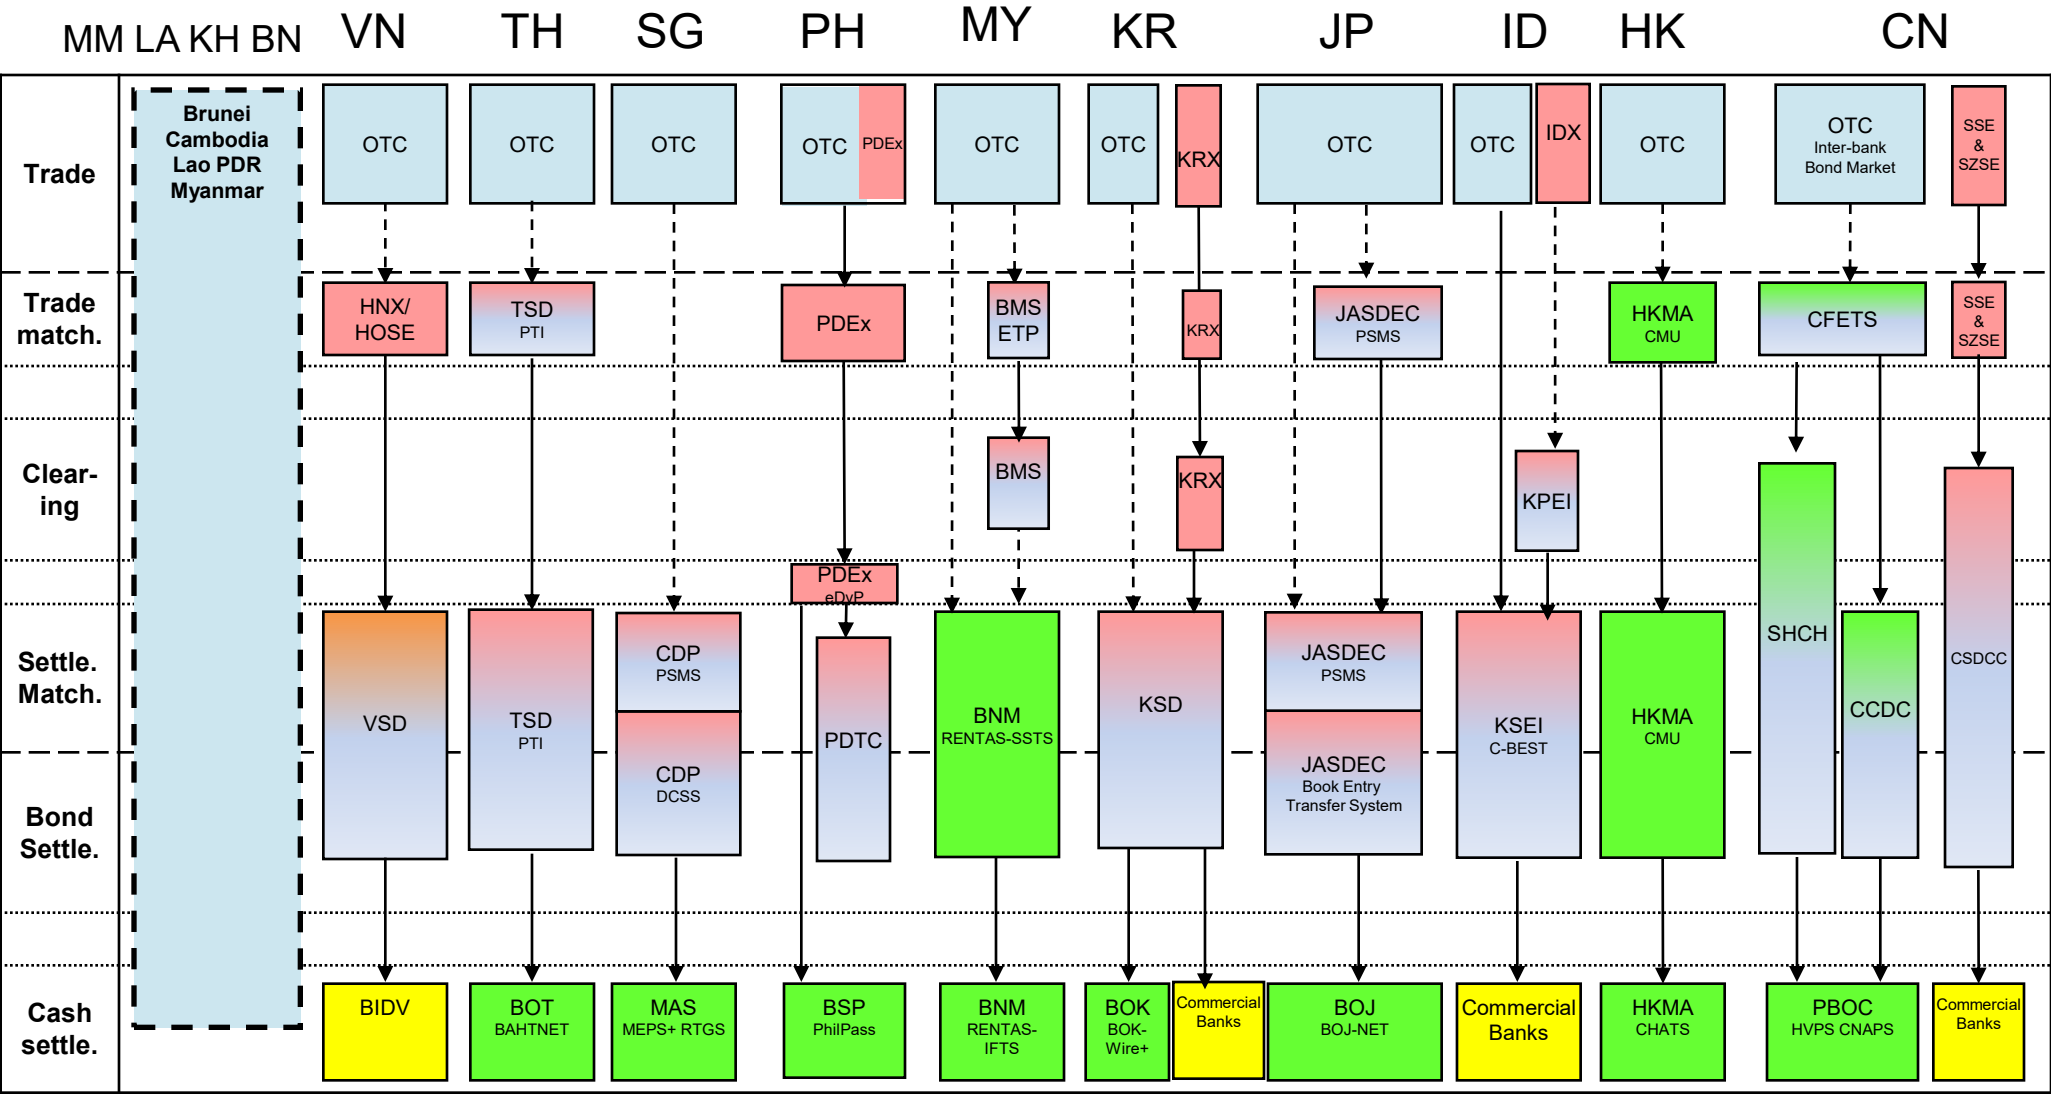 MM LA KH BN VN TH SG PH MY KR JP ID HK CN
Trade
Brunei
Cambodia
Lao PDR
Myanmar
OTC
OTC
OTC
OTC PDEx
OTC
OTC
KRX
OTC
OTC
IDX
OTC
OTC
Inter-bank
Bond Market
SSE
&
SZSE
Trade
match.
HNX/
HOSE
TSD
PTI
PDEx
BMS
ETP
KRX
JASDEC
PSMS
HKMA
CMU
CFETS
SSE
&
SZSE
Clear-
ing
BMS
KRX
KPEI
PDEx
eDvP
Settle.
Match.
Bond
Settle.
VSD
TSD
PTI
CDP
PSMS
CDP
DCSS
PDTC
BNM
RENTAS-SSTS
KSD
JASDEC
PSMS
JASDEC
Book Entry
Transfer System
KSEI
C-BEST
HKMA
CMU
SHCH
CCDC
CSDCC
Cash
settle.
BIDV
BOT
BAHTNET
MAS
MEPS+ RTGS
BSP
PhilPass
BNM
RENTAS-
IFTS
BOK
BOK-
Wire+
Commercial
Banks
BOJ
BOJ-NET
Commercial
Banks
HKMA
CHATS
PBOC
HVPS CNAPS
Commercial
Banks